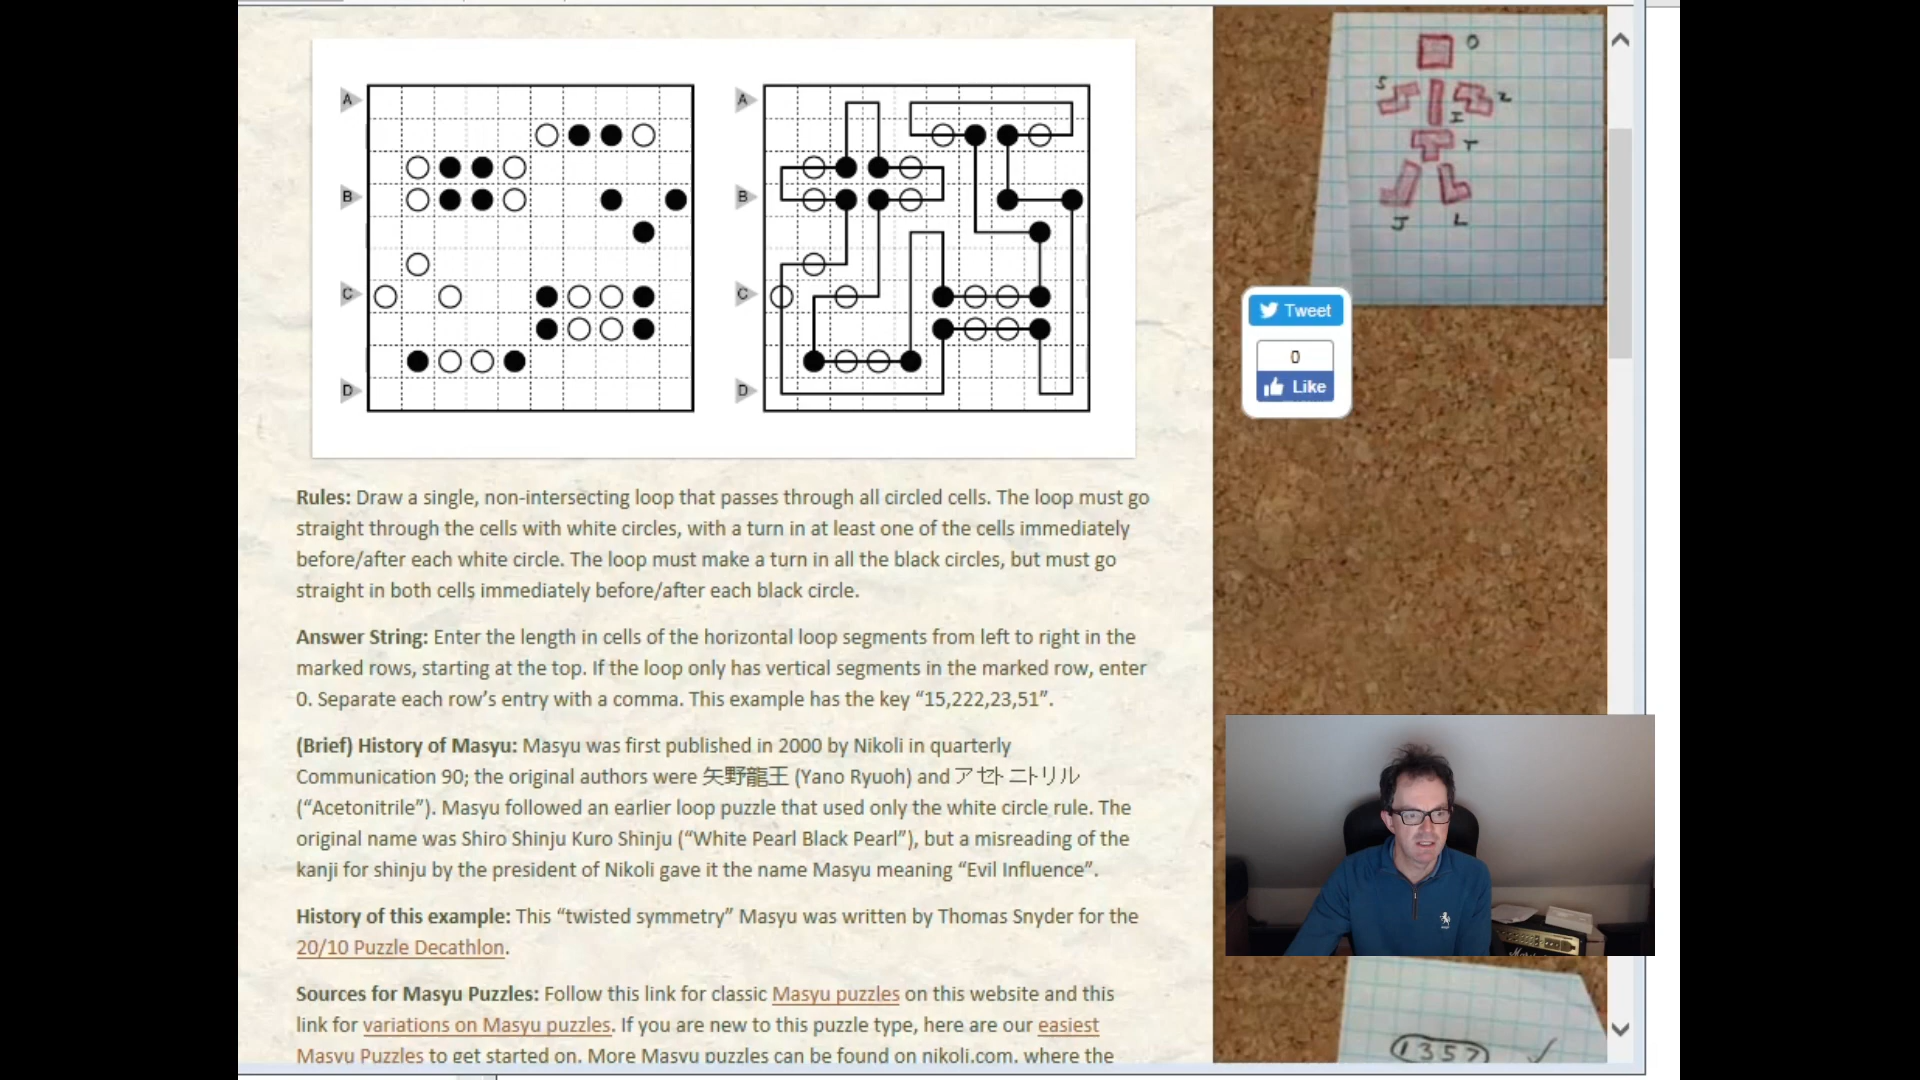 A
A
B
B
C
C
D
D
O
S
Z
I
T
J
L
Tweet
0
Like
Rules: Draw a single, non-intersecting loop that passes through all circled cells. The loop must go
straight through the cells with white circles, with a turn in at least one of the cells immediately
before/after each white circle. The loop must make a turn in all the black circles, but must go
straight in both cells immediately before/after each black circle.
Answer String: Enter the length in cells of the horizontal loop segments from left to right in the
marked rows, starting at the top. If the loop only has vertical segments in the marked row, enter
0. Separate each row’s entry with a comma. This example has the key “15,222,23,51”.
(Brief) History of Masyu: Masyu was first published in 2000 by Nikoli in quarterly
Communication 90; the original authors were 矢野龍王 (Yano Ryuoh) and アセトニトリル
(“Acetonitrile”). Masyu followed an earlier loop puzzle that used only the white circle rule. The
original name was Shiro Shinju Kuro Shinju (“White Pearl Black Pearl”), but a misreading of the
kanji for shinju by the president of Nikoli gave it the name Masyu meaning “Evil Influence”.
History of this example: This “twisted symmetry” Masyu was written by Thomas Snyder for the
20/10 Puzzle Decathlon.
Sources for Masyu Puzzles: Follow this link for classic Masyu puzzles on this website and this
link for variations on Masyu puzzles. If you are new to this puzzle type, here are our easiest
Masyu Puzzles to get started on. More Masyu puzzles can be found on nikoli.com, where the
Marshall
1357